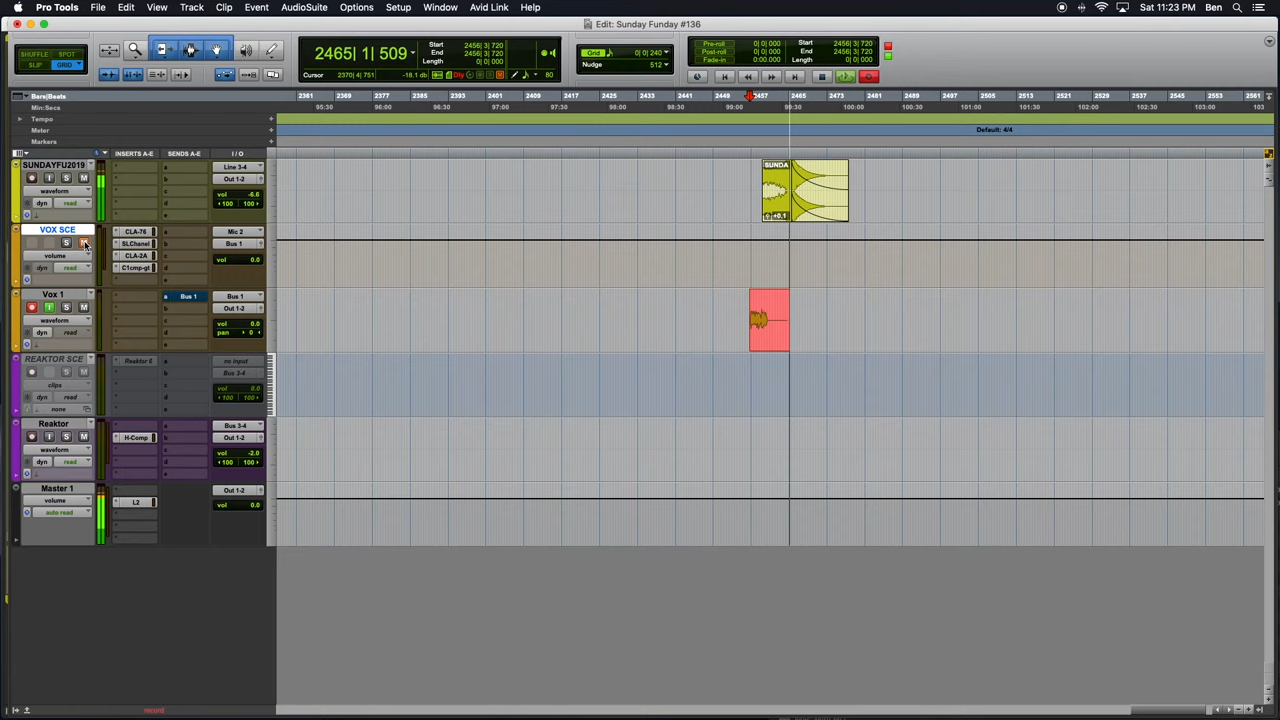 Pro Tools File Edit View Track Clip Event AudioSuite Options Setup Window Avid Link Help Sat 11:23 PM Ben
Edit: Sunday Funday #136
SHUFFLE SPOT
SLIP GRID
2465| 1| 509
Start 2456| 3| 720
End 2456| 3| 720
Length 0| 0| 000
Cursor 2370| 4| 751 -18.1 db Dly 80
Grid 0| 0| 240
Nudge 512
Pre-roll 0| 0| 000
Post-roll 0| 0| 000
Fade-in 0| 0| 000
Start 2456| 3| 720
End 2456| 3| 720
Length 0| 0| 000
Bars|Beats 2361 2369 2377 2385 2393 2401 2409 2417 2425 2433 2441 2449 2457 2465 2473 2481 2489 2497 2505 2513 2521 2529 2537 2545 2553 2561
Min:Secs 95:30 96:00 96:30 97:00 97:30 98:00 98:30 99:00 99:30 100:00 100:30 101:00 101:30 102:00 102:30 103:00 103
Tempo
Meter Default: 4/4
Markers
INSERTS A-E SENDS A-E I / O
SUNDAYFU2019 a a Line 3-4
I S M b Out 1-2
waveform c vol -6.6
dyn read d 100 100
e
SUNDA
+0.1
VOX SCE CLA-76 a Mic 2
S M SLChanel b Bus 1
volume CLA-2A c vol 0.0
dyn read C1cmp-gt d
e
Vox 1 a Bus 1 Bus 1
I S M b Out 1-2
waveform c vol 0.0
dyn read d pan 0
e
REAKTOR SCE Reaktor 6 a no input
S M b Bus 3-4
clips c vol 0.0
dyn read d 100 100
none e
Reaktor a Bus 3-4
I S M H-Comp b Out 1-2
waveform c vol -2.0
dyn read d 100 100
e
Master 1 Out 1-2
volume L2 vol 0.0
auto read
record